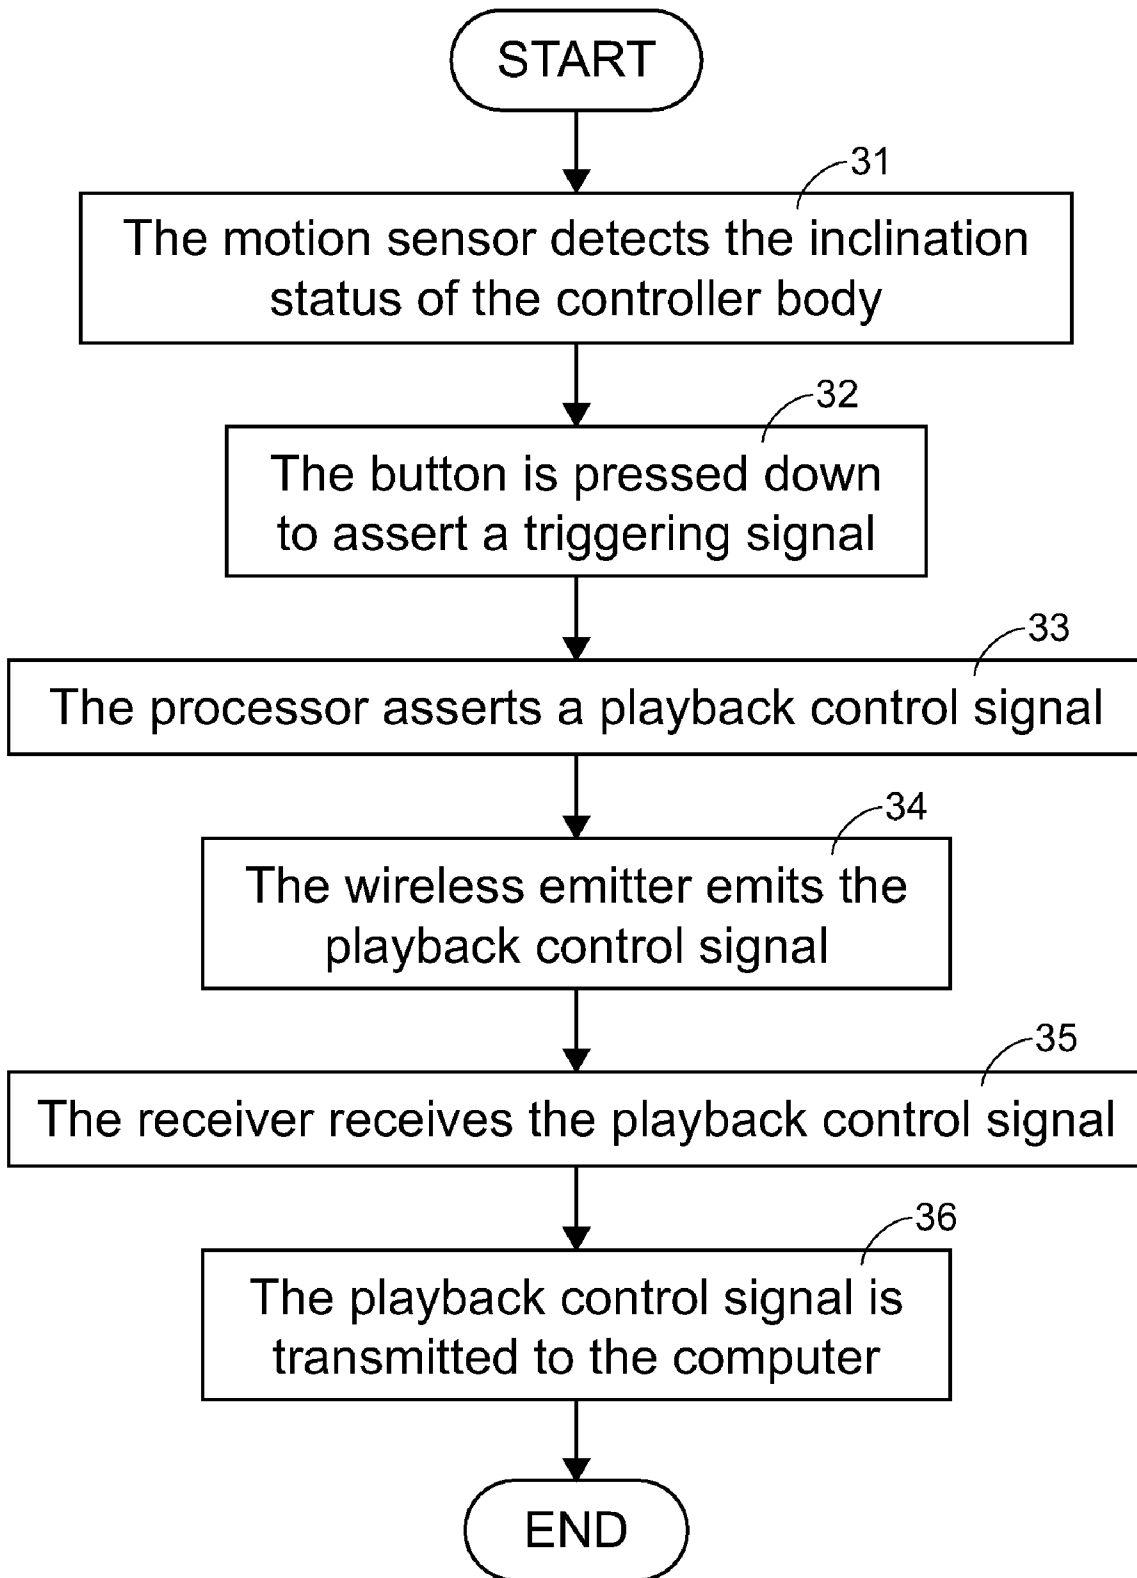 START
31
The motion sensor detects the inclination
status of the controller body
32
The button is pressed down
to assert a triggering signal
33
The processor asserts a playback control signal
34
The wireless emitter emits the
playback control signal
35
The receiver receives the playback control signal
36
The playback control signal is
transmitted to the computer
END